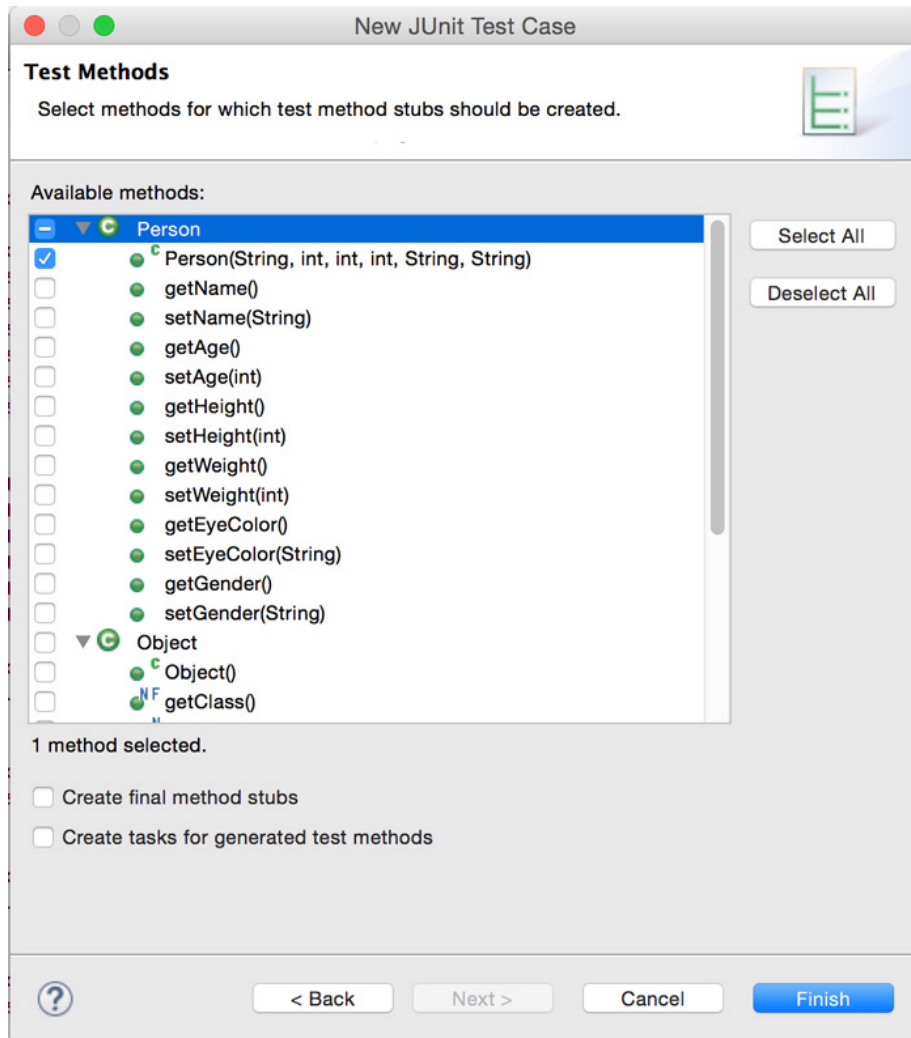 New JUnit Test Case
Test Methods
Select methods for which test method stubs should be created.
Available methods:
Person
Select All
C Person(String, int, int, int, String, String)
getName()
Deselect All
setName(String)
getAge()
setAge(int)
getHeight()
setHeight(int)
getWeight()
setWeight(int)
getEyeColor()
setEyeColor(String)
getGender()
setGender(String)
C Object
C Object()
N F getClass()
N
1 method selected.
Create final method stubs
Create tasks for generated test methods
? < Back Next > Cancel Finish